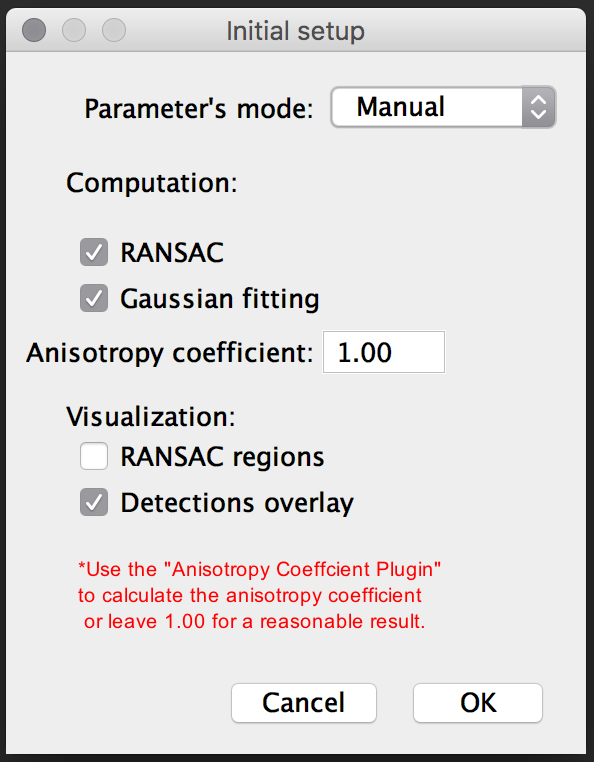 Initial setup
Parameter's mode: Manual
Computation:
RANSAC
Gaussian fitting
Anisotropy coefficient: 1.00
Visualization:
RANSAC regions
Detections overlay
*Use the "Anisotropy Coeffcient Plugin"
to calculate the anisotropy coefficient
or leave 1.00 for a reasonable result.
Cancel OK